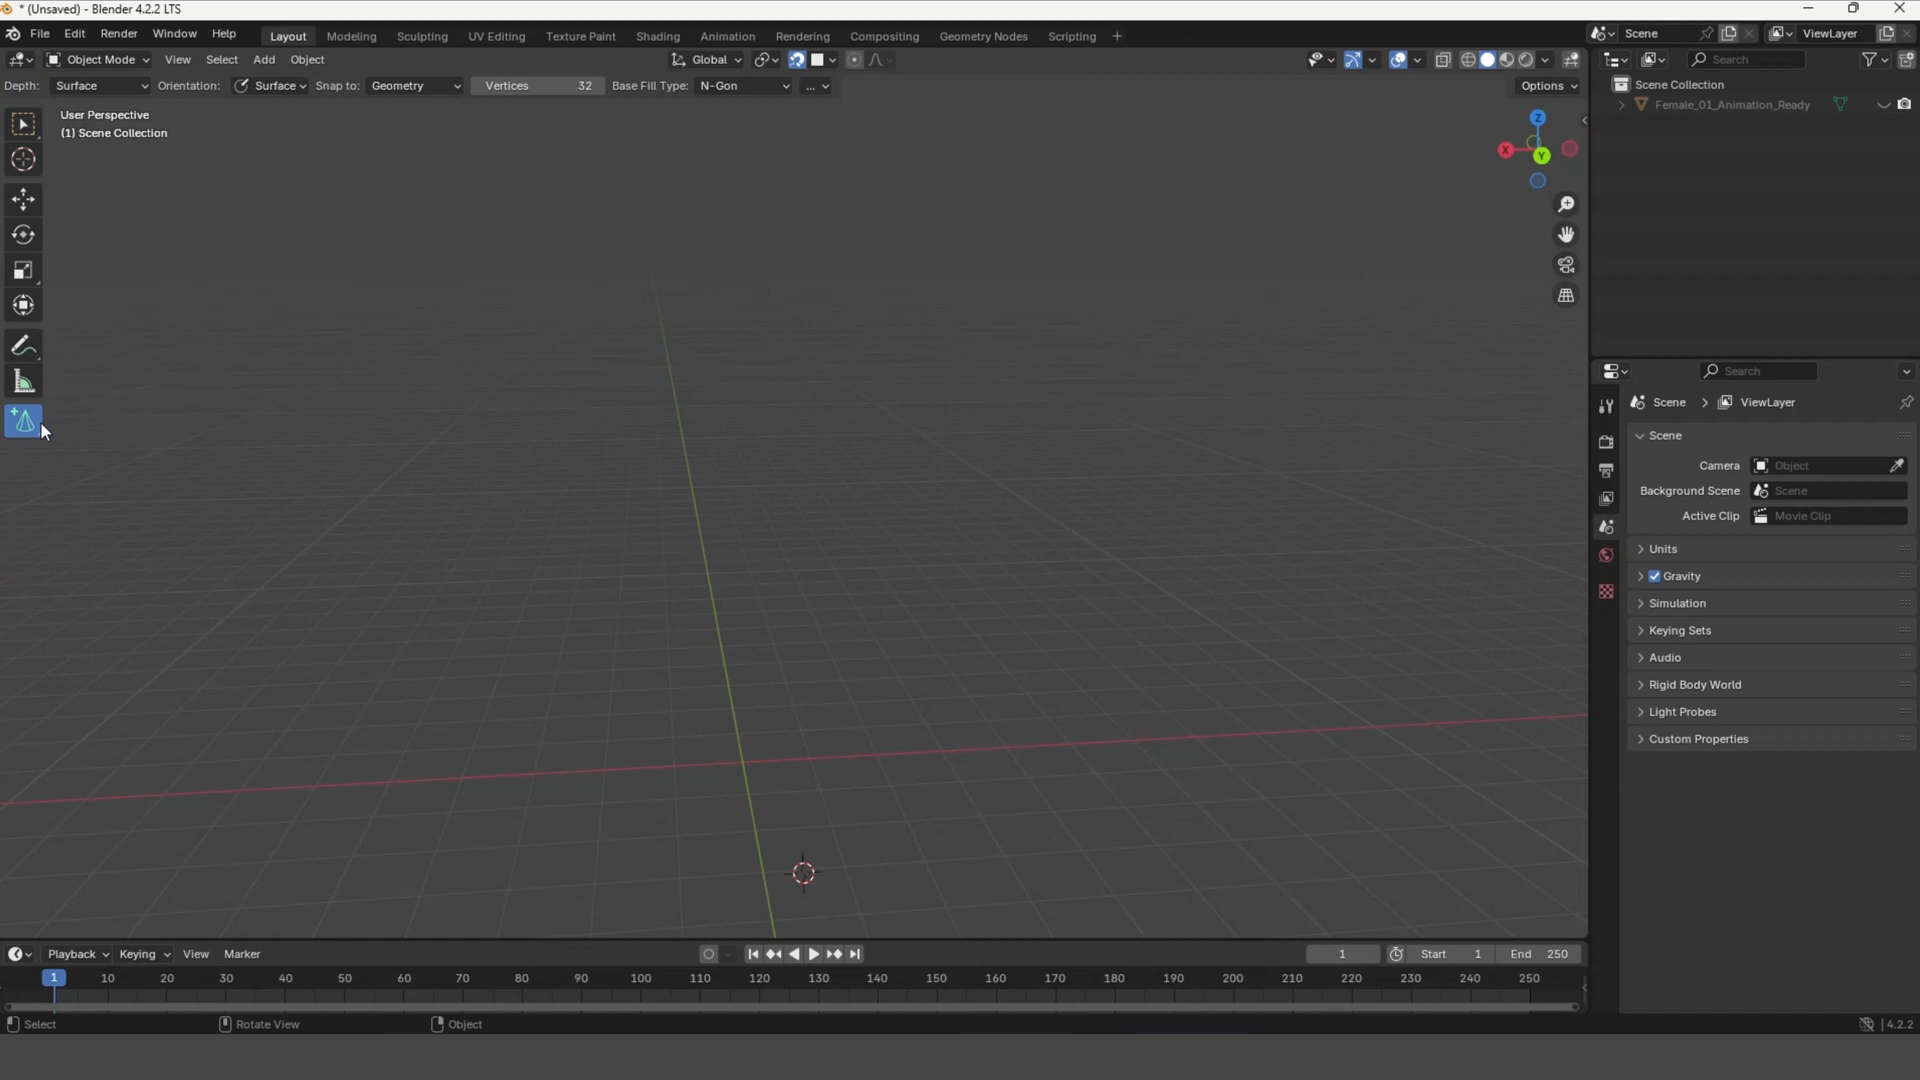 * (Unsaved) - Blender 4.2.2 LTS
File Edit Render Window Help Layout Modeling Sculpting UV Editing Texture Paint Shading Animation Rendering Compositing Geometry Nodes Scripting + Scene ViewLayer
Object Mode View Select Add Object Global Search
Depth: Surface Orientation: Surface Snap to: Geometry Vertices 32 Base Fill Type: N-Gon ... Options
Scene Collection
Female_01_Animation_Ready
User Perspective
(1) Scene Collection
Z
X
Y
Search
Scene > ViewLayer
Scene
Camera Object
Background Scene Scene
Active Clip Movie Clip
Units
Gravity
Simulation
Keying Sets
Audio
Rigid Body World
Light Probes
Custom Properties
Playback Keying View Marker 1 Start 1 End 250
1 10 20 30 40 50 60 70 80 90 100 110 120 130 140 150 160 170 180 190 200 210 220 230 240 250
Select Rotate View Object 4.2.2